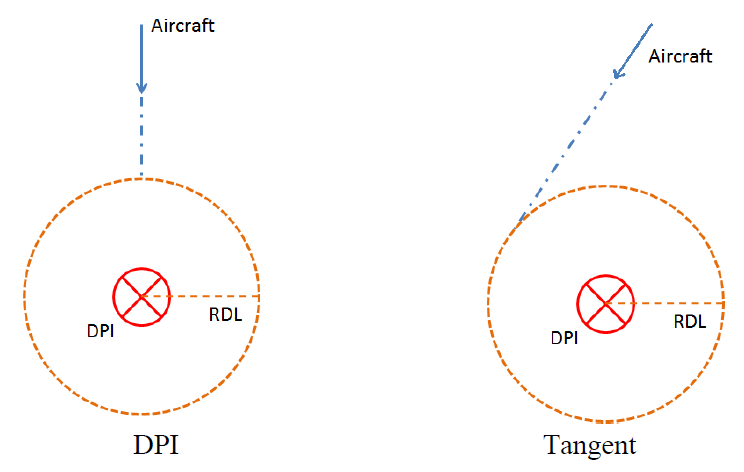 Aircraft
RDL
DPI
DPI
Aircraft
RDL
DPI
Tangent